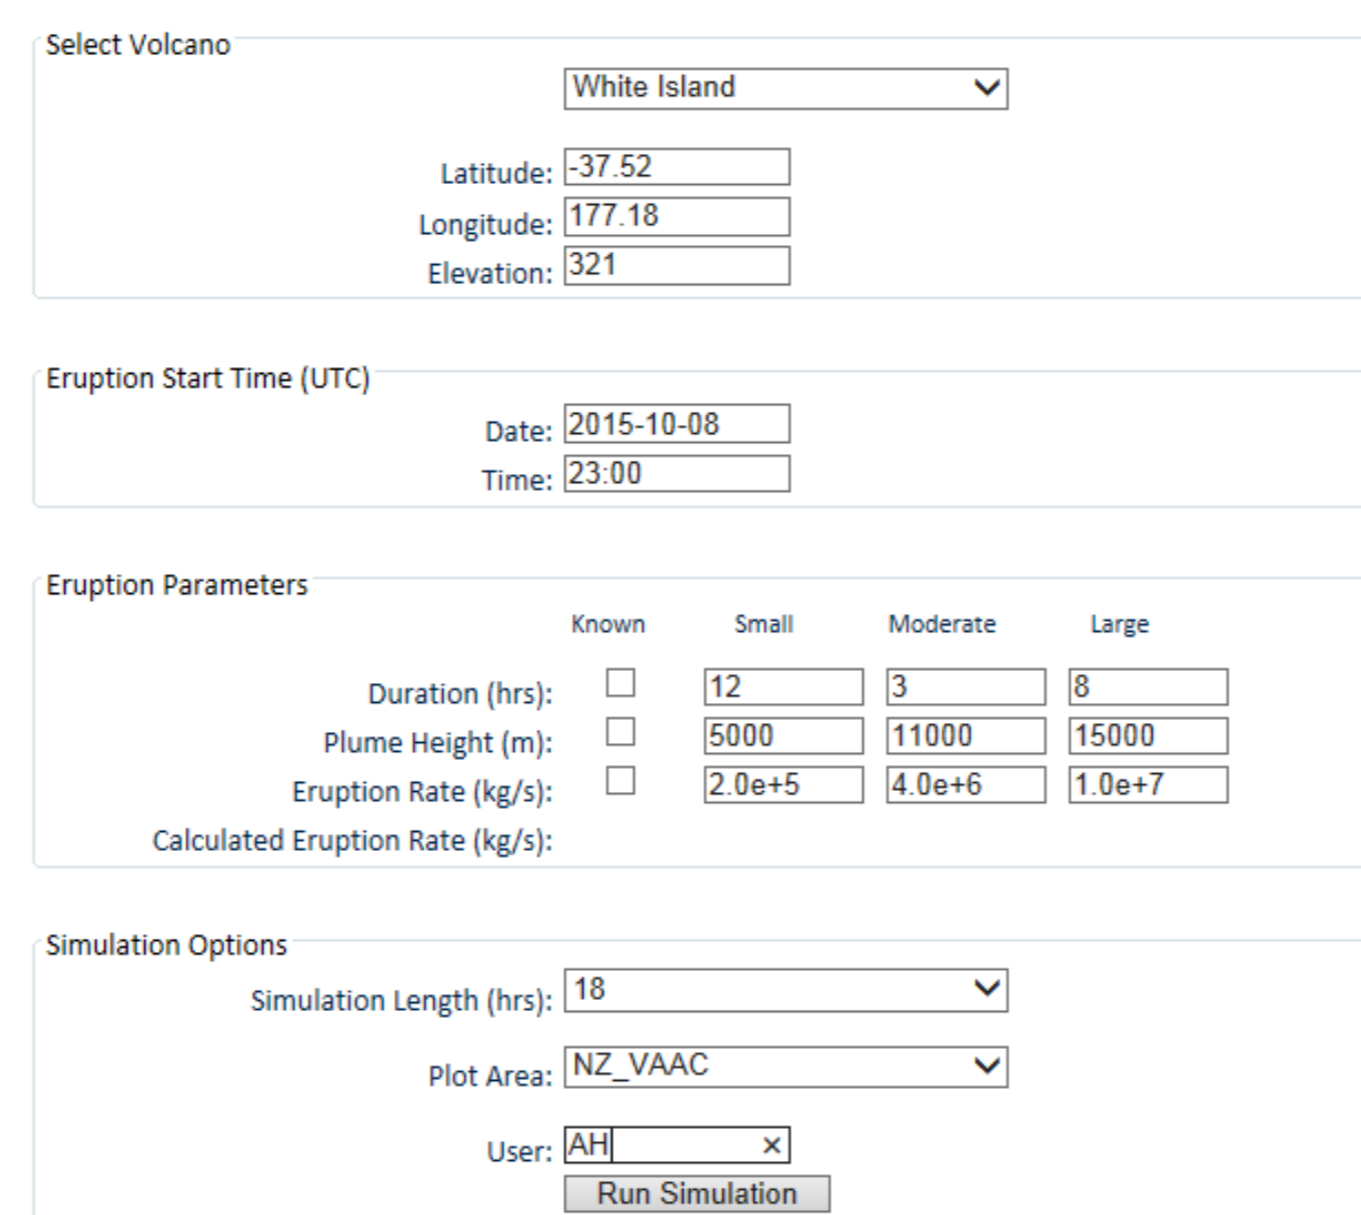 Select Volcano
White Island
Latitude: -37.52
Longitude: 177.18
Elevation: 321
Eruption Start Time (UTC)
Date: 2015-10-08
Time: 23:00
Eruption Parameters
Known Small Moderate Large
Duration (hrs): 12 3 8
Plume Height (m): 5000 11000 15000
Eruption Rate (kg/s): 2.0e+5 4.0e+6 1.0e+7
Calculated Eruption Rate (kg/s):
Simulation Options
Simulation Length (hrs): 18
Plot Area: NZ_VAAC
User: AH ×
Run Simulation